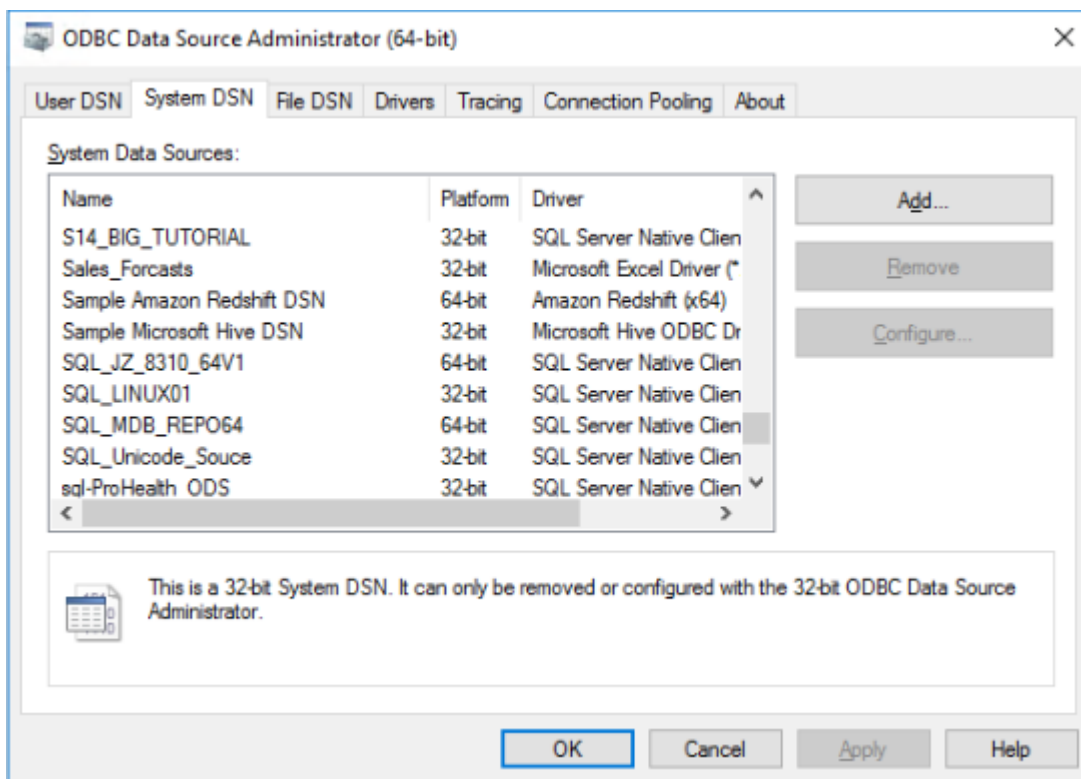 ODBC Data Source Administrator (64-bit)
User DSN System DSN File DSN Drivers Tracing Connection Pooling About
System Data Sources:
Name Platform Driver
S14_BIG_TUTORIAL 32-bit SQL Server Native Clien
Sales_Forcasts 32-bit Microsoft Excel Driver (*
Sample Amazon Redshift DSN 64-bit Amazon Redshift (x64)
Sample Microsoft Hive DSN 32-bit Microsoft Hive ODBC Dr
SQL_JZ_8310_64V1 64-bit SQL Server Native Clien
SQL_LINUX01 32-bit SQL Server Native Clien
SQL_MDB_REPO64 64-bit SQL Server Native Clien
SQL_Unicode_Souce 32-bit SQL Server Native Clien
sql-ProHealth_ODS 32-bit SQL Server Native Clien
Add...
Remove
Configure...
This is a 32-bit System DSN. It can only be removed or configured with the 32-bit ODBC Data Source
Administrator.
OK Cancel Apply Help